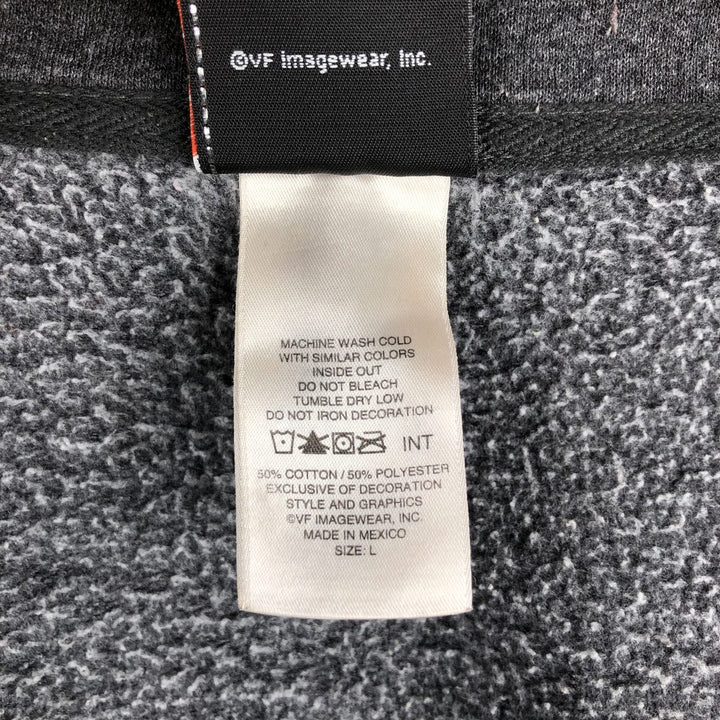 ©VF Imagewear, Inc.
MACHINE WASH COLD
WITH SIMILAR COLORS
INSIDE OUT
DO NOT BLEACH
TUMBLE DRY LOW
DO NOT IRON DECORATION
INT
50% COTTON / 50% POLYESTER
EXCLUSIVE OF DECORATION
STYLE AND GRAPHICS
©VF IMAGEWEAR, INC.
MADE IN MEXICO
SIZE: L